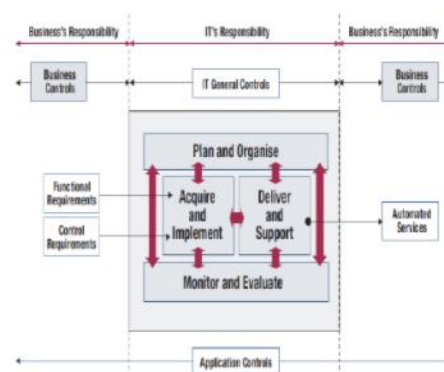 Business's Responsibility
IT's Responsibility
Business's Responsibility
Business
Controls
IT General Controls
Business
Controls
Plan and Organise
Functional
Requirements
Acquire
and
Implement
Deliver
and
Support
Control
Requirements
Automated
Services
Monitor and Evaluate
Application Controls